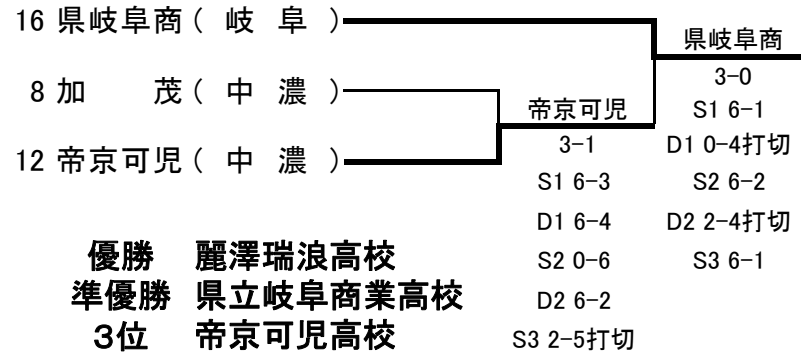 16 県岐阜商 ( 岐 阜 )
県岐阜商
3-0
8 加 茂 ( 中 濃 )
帝京可児
S1 6-1
12 帝京可児 ( 中 濃 )
3-1
D1 0-4打切
S1 6-3
S2 6-2
D1 6-4
D2 2-4打切
優勝 麗澤瑞浪高校
S2 0-6
S3 6-1
準優勝 県立岐阜商業高校
D2 6-2
3位 帝京可児高校
S3 2-5打切